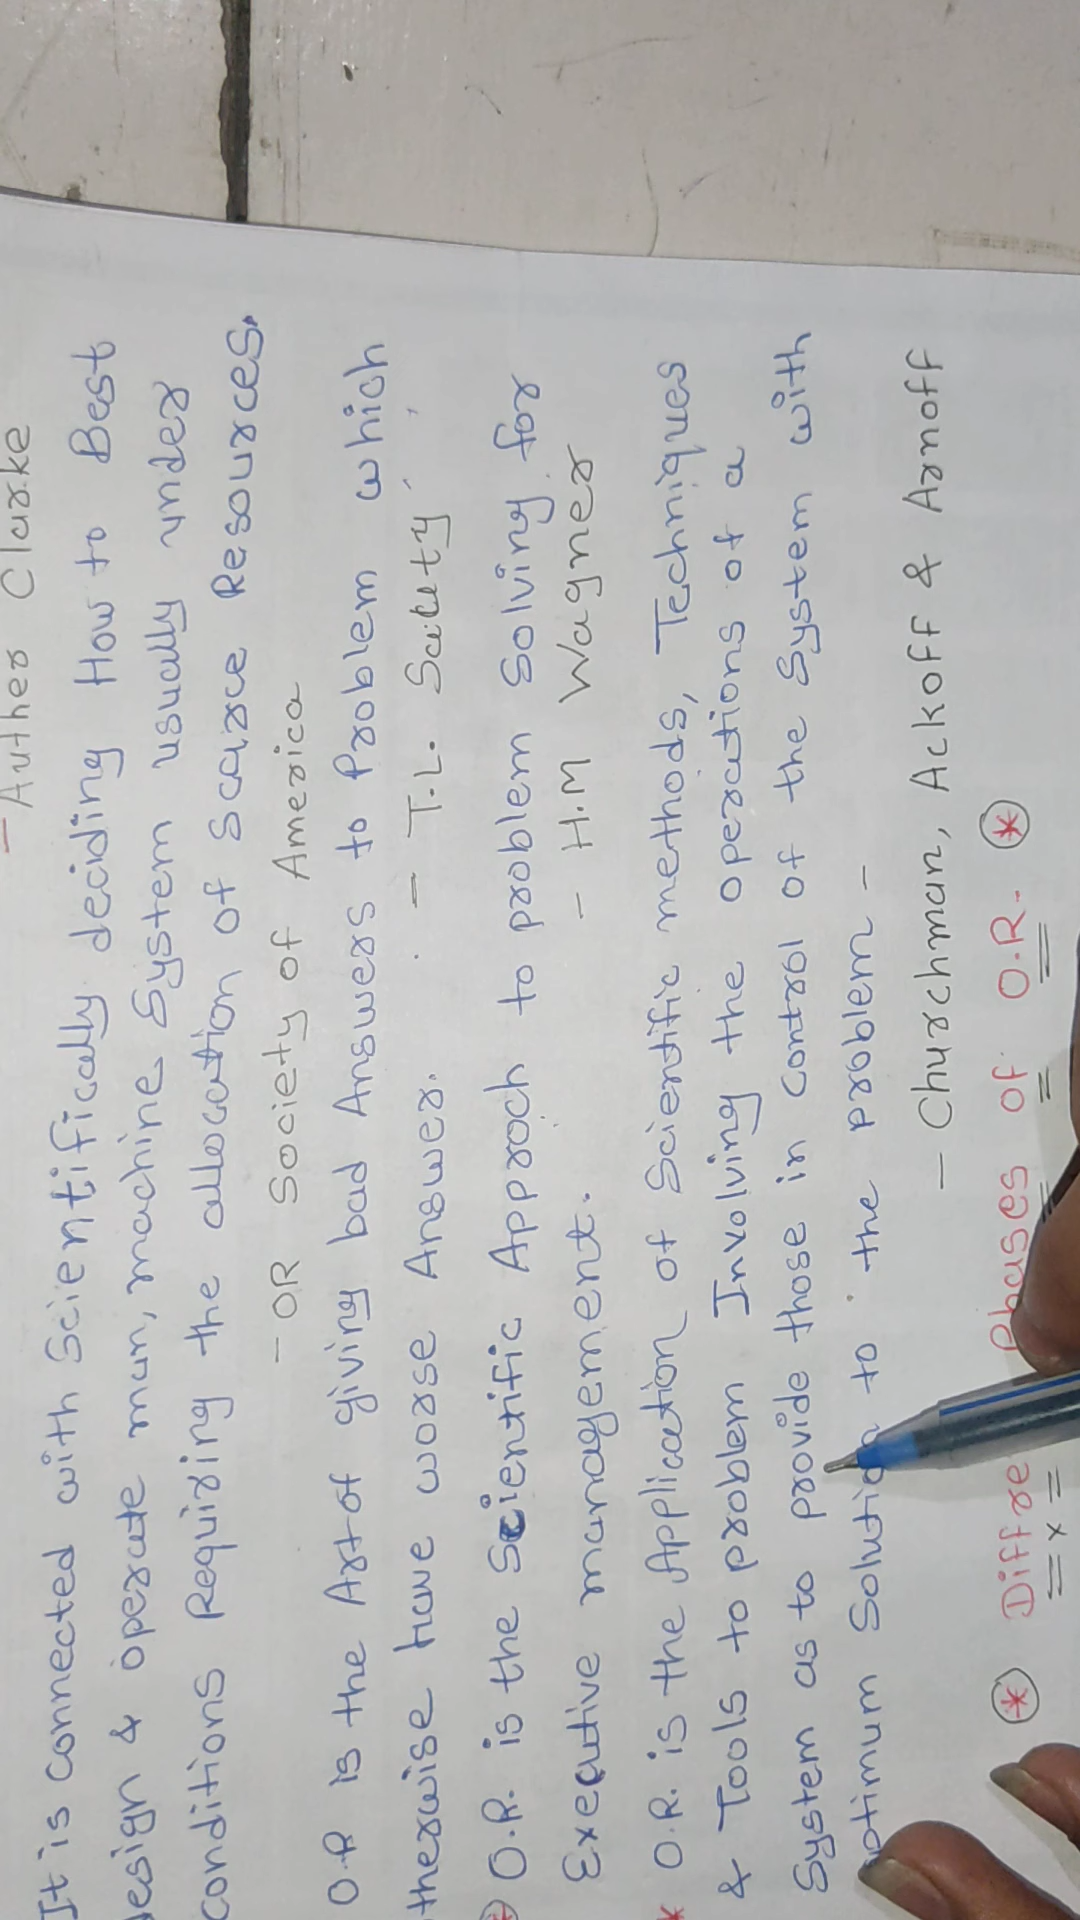 - Auther Clarke
It is connected with Scientifically deciding How to Best
design & operate man, machine System usually under
conditions Requiring the allocation of Scarce Resources.
- OR Society of America
O.R is the Art of giving bad Answers to Problem which
otherwise have worse Answer. - T.L. Saaty
* O.R. is the Scientific Approch to problem Solving for
Executive management. - H.M Wagner
* O.R. is the Application of Scientific methods, Techniques
& Tools to problem Involving the operations of a
System as to provide those in control of the System with
optimum Solution to the problem -
- Churchman, Ackoff & Arnoff
* Diffre Phases of O.R. *